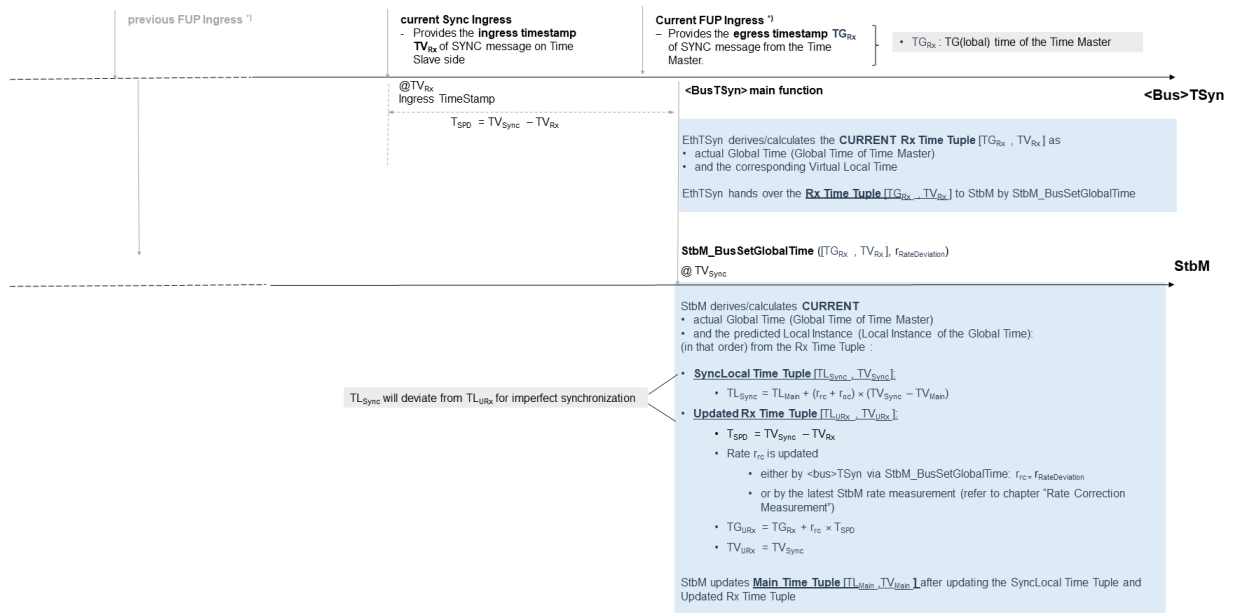 previous FUP Ingress *)
current Sync Ingress
- Provides the ingress timestamp
TVRx of SYNC message on Time
Slave side
Current FUP Ingress *)
– Provides the egress timestamp TGRx
of SYNC message from the Time
Master.
• TGRx : TG(lobal) time of the Time Master
@TVRx
Ingress TimeStamp
<BusTSyn> main function
<Bus>TSyn
TSPD = TVSync – TVRx
EthTSyn derives/calculates the CURRENT Rx Time Tuple [TGRx , TVRx] as
• actual Global Time (Global Time of Time Master)
• and the corresponding Virtual Local Time
EthTSyn hands over the Rx Time Tuple [TGRx , TVRx] to StbM by StbM_BusSetGlobalTime
StbM_BusSetGlobalTime ([TGRx , TVRx], rRateDeviation)
@ TVSync
StbM
StbM derives/calculates CURRENT
• actual Global Time (Global Time of Time Master)
• and the predicted Local Instance (Local Instance of the Global Time):
(in that order) from the Rx Time Tuple :
• SyncLocal Time Tuple [TLSync , TVSync]:
• TLSync = TLMain + (rrc + roc) × (TVSync – TVMain)
TLSync will deviate from TLURx for imperfect synchronization
• Updated Rx Time Tuple [TLURx , TVURx]:
• TSPD = TVSync – TVRx
• Rate rrc is updated
• either by <bus>TSyn via StbM_BusSetGlobalTime: rrc = rRateDeviation
• or by the latest StbM rate measurement (refer to chapter “Rate Correction
Measurement”)
• TGURx = TGRx + rrc × TSPD
• TVURx = TVSync
StbM updates Main Time Tuple [TLMain ,TVMain ] after updating the SyncLocal Time Tuple and
Updated Rx Time Tuple